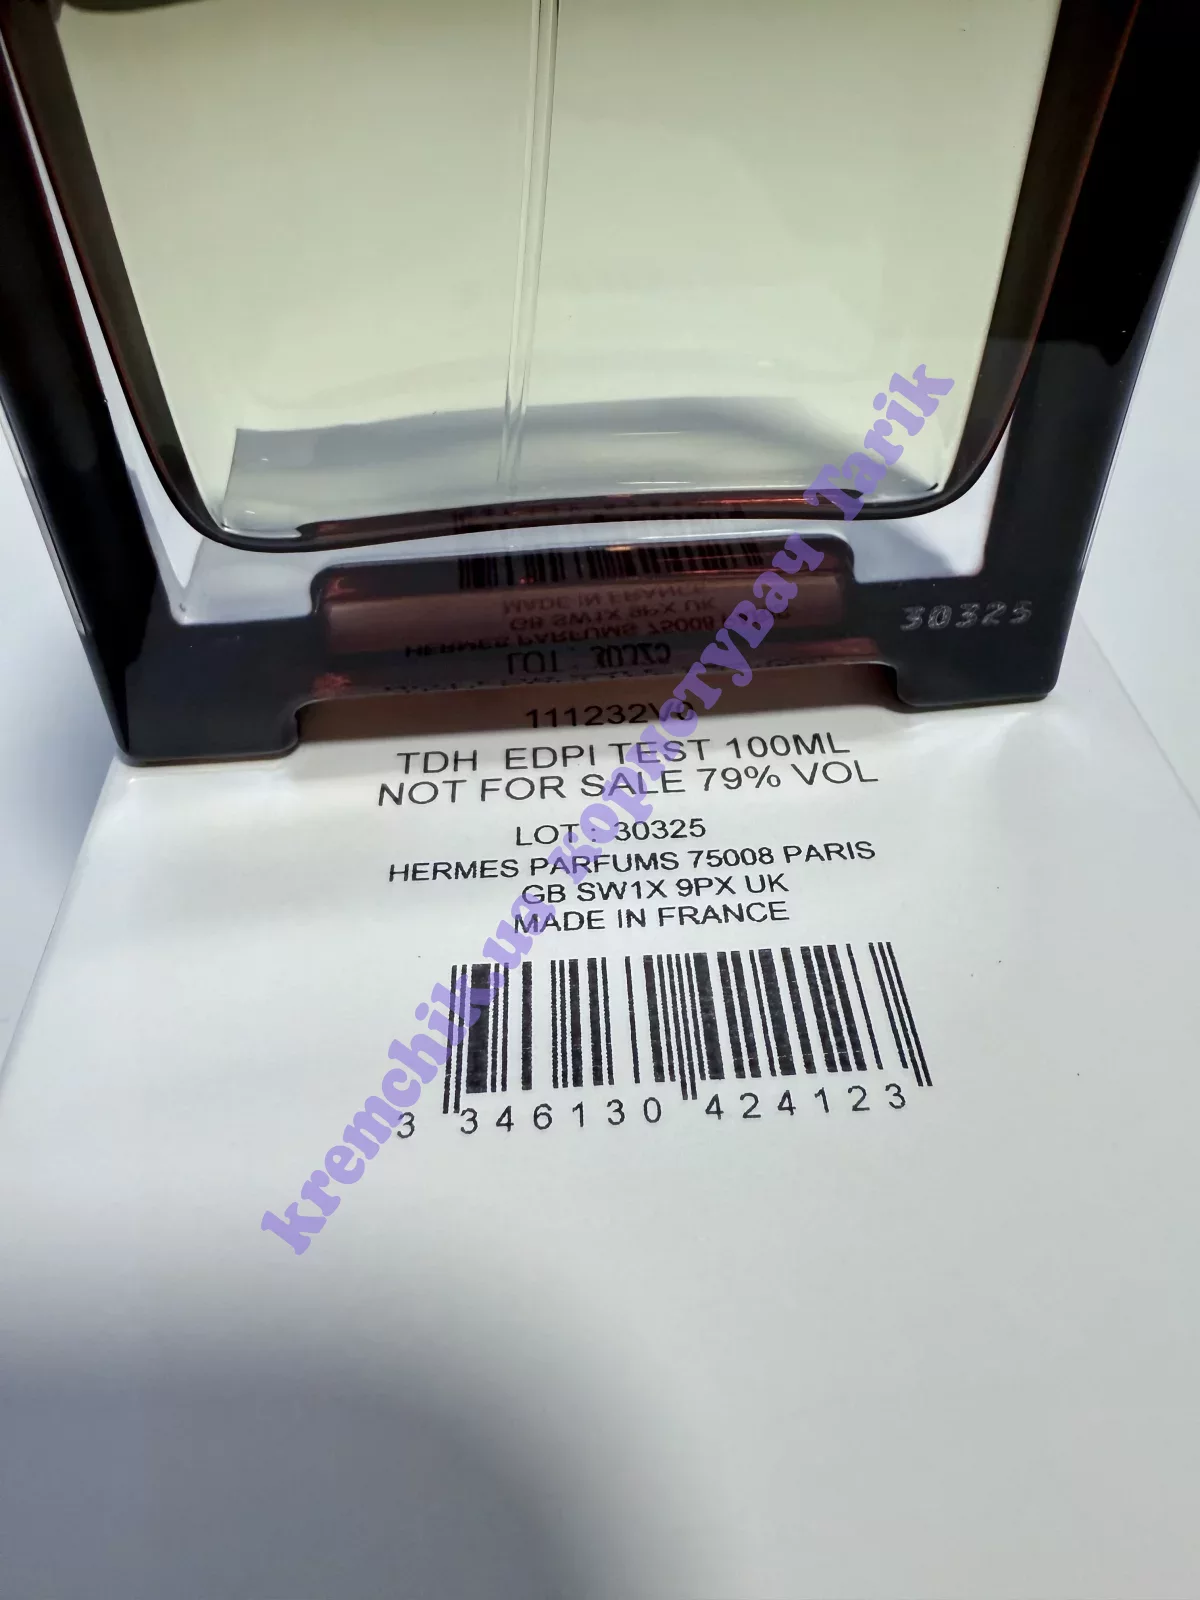 30325
111232V0
TDH EDPI TEST 100ML
NOT FOR SALE 79% VOL
LOT : 30325
HERMES PARFUMS 75008 PARIS
GB SW1X 9PX UK
MADE IN FRANCE
3 346130 424123
kremchik.ua користувач Tarik